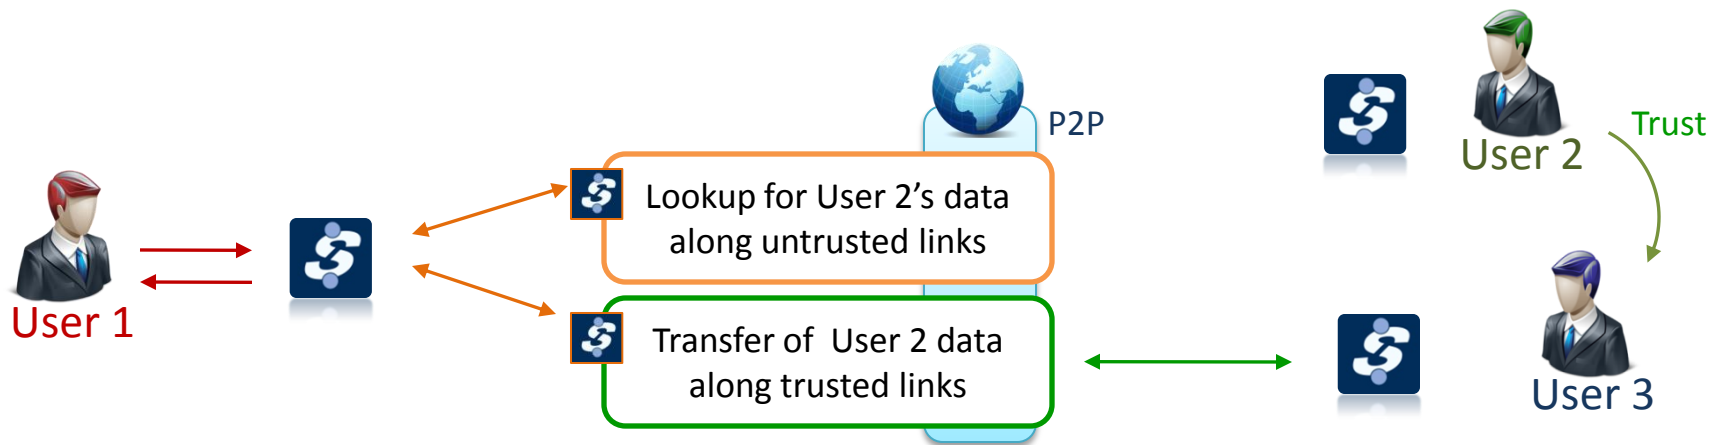 P2P
Trust
User 2
Lookup for User 2’s data
along untrusted links
User 1
Transfer of  User 2 data
along trusted links
User 3